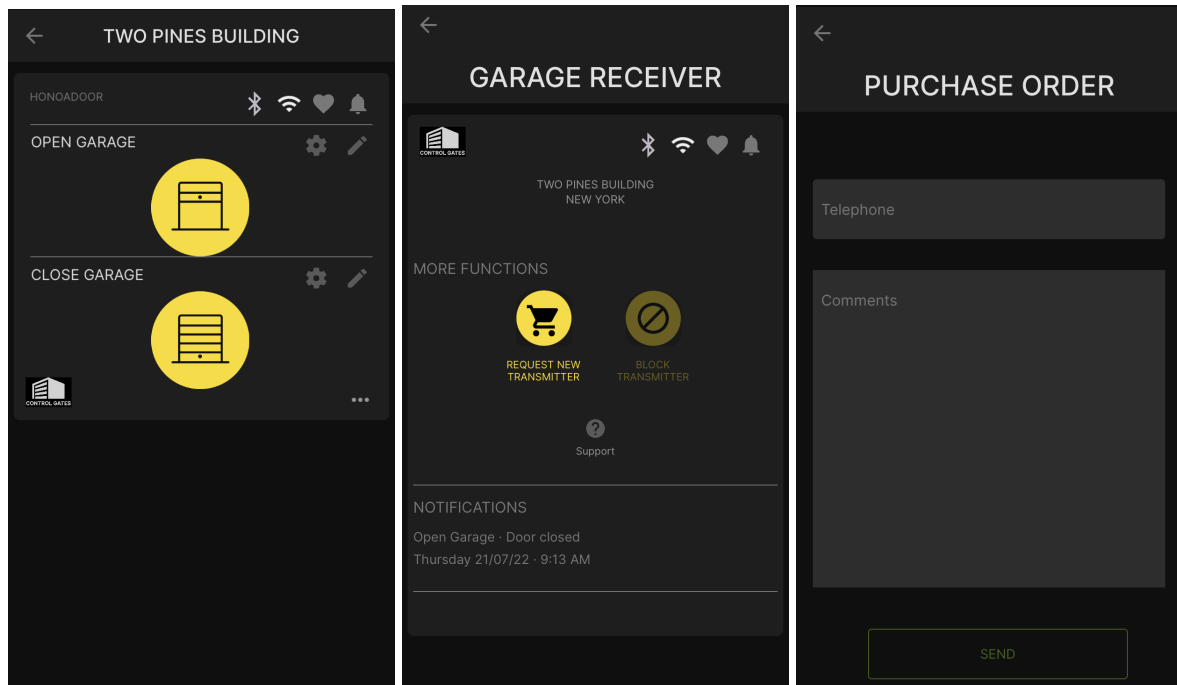 TWO PINES BUILDING
HONOADOOR
OPEN GARAGE
CLOSE GARAGE
CONTROL GATES
GARAGE RECEIVER
CONTROL GATES
TWO PINES BUILDING
NEW YORK
MORE FUNCTIONS
REQUEST NEW
TRANSMITTER
BLOCK
TRANSMITTER
Support
NOTIFICATIONS
Open Garage · Door closed
Thursday 21/07/22 · 9:13 AM
PURCHASE ORDER
Telephone
Comments
SEND